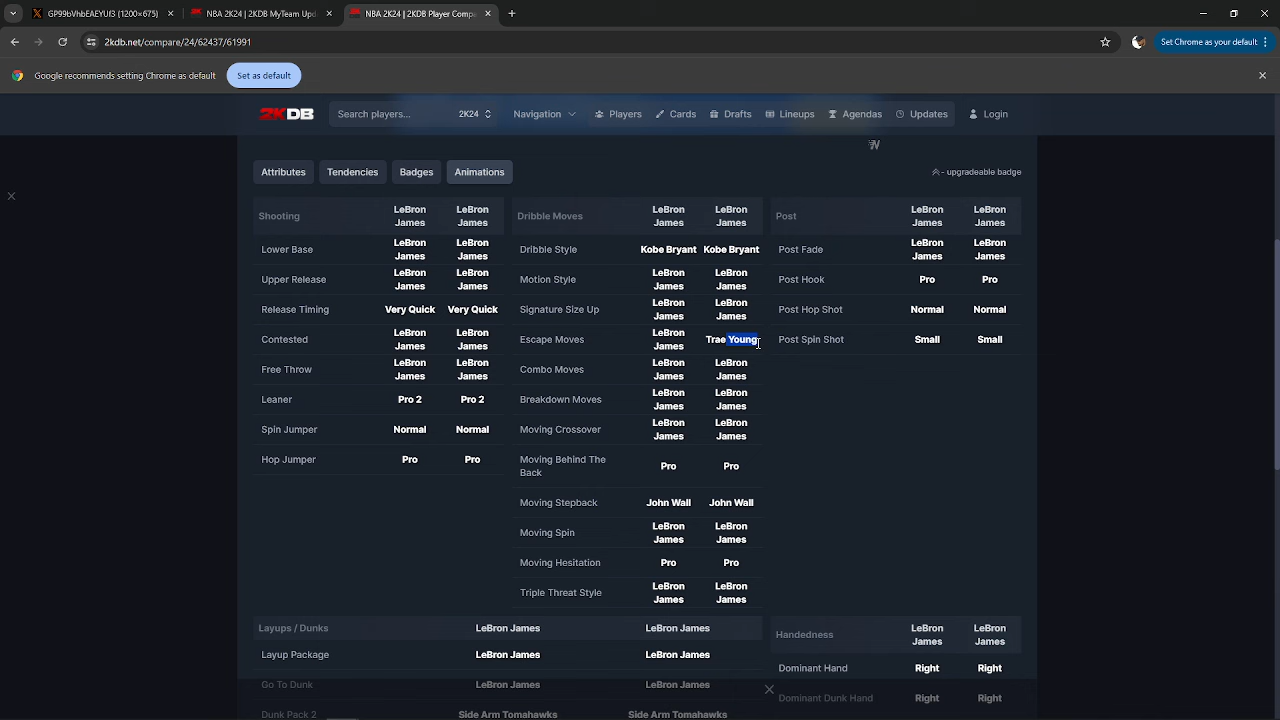 GP99bVhbEAEYUf3 (1200×675)
NBA 2K24 | 2KDB MyTeam Upd
NBA 2K24 | 2KDB Player Comp
2kdb.net/compare/24/62437/61991
Set Chrome as your default
Google recommends setting Chrome as default
Set as default
2KDB
Search players...
2K24
Navigation
Players
Cards
Drafts
Lineups
Agendas
Updates
Login
Attributes
Tendencies
Badges
Animations
- upgradeable badge
Shooting
LeBron James
LeBron James
Lower Base
LeBron James
LeBron James
Upper Release
LeBron James
LeBron James
Release Timing
Very Quick
Very Quick
Contested
LeBron James
LeBron James
Free Throw
LeBron James
LeBron James
Leaner
Pro 2
Pro 2
Spin Jumper
Normal
Normal
Hop Jumper
Pro
Pro
Dribble Moves
LeBron James
LeBron James
Dribble Style
Kobe Bryant
Kobe Bryant
Motion Style
LeBron James
LeBron James
Signature Size Up
LeBron James
LeBron James
Escape Moves
LeBron James
Trae Young
Combo Moves
LeBron James
LeBron James
Breakdown Moves
LeBron James
LeBron James
Moving Crossover
LeBron James
LeBron James
Moving Behind The Back
Pro
Pro
Moving Stepback
John Wall
John Wall
Moving Spin
LeBron James
LeBron James
Moving Hesitation
Pro
Pro
Triple Threat Style
LeBron James
LeBron James
Post
LeBron James
LeBron James
Post Fade
LeBron James
LeBron James
Post Hook
Pro
Pro
Post Hop Shot
Normal
Normal
Post Spin Shot
Small
Small
Layups / Dunks
LeBron James
LeBron James
Layup Package
LeBron James
LeBron James
Go To Dunk
LeBron James
LeBron James
Dunk Pack 2
Side Arm Tomahawks
Side Arm Tomahawks
Handedness
LeBron James
LeBron James
Dominant Hand
Right
Right
Dominant Dunk Hand
Right
Right